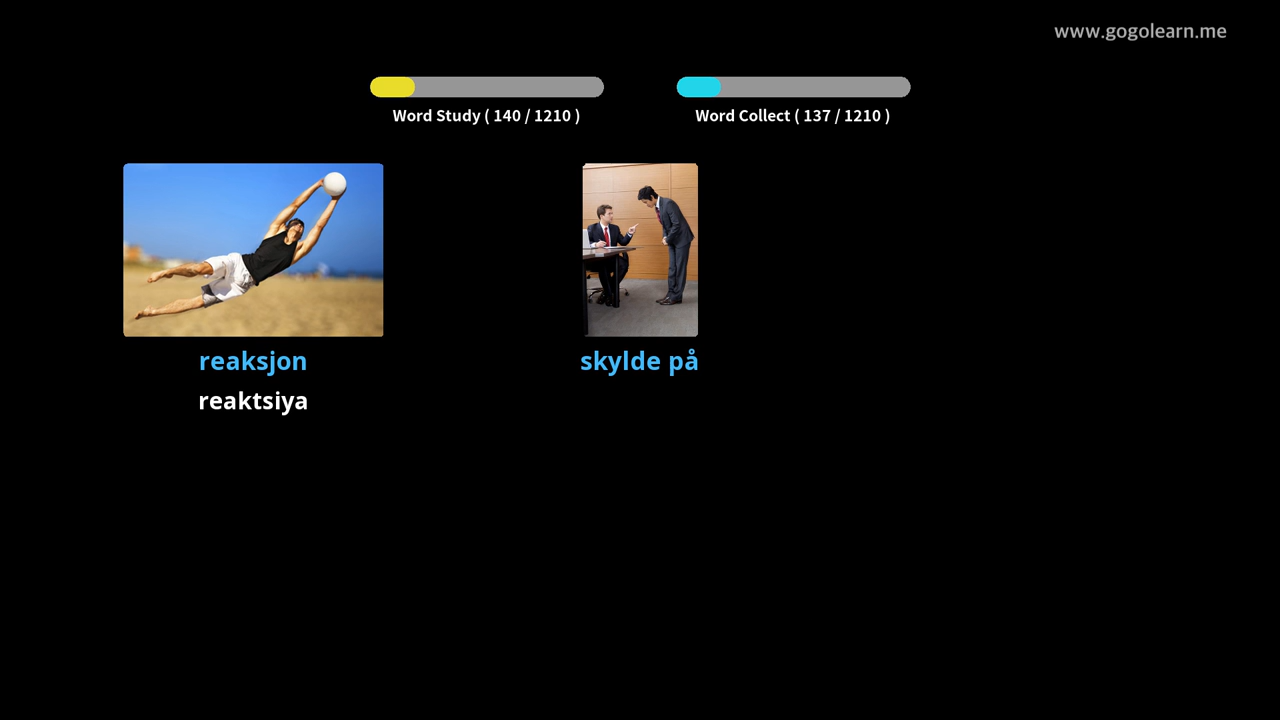 www.gogolearn.me
Word Study ( 140 / 1210 )
Word Collect ( 137 / 1210 )
reaksjon
reaktsiya
skylde på